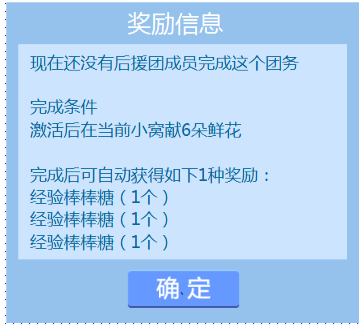 奖励信息
现在还没有后援团成员完成这个团务
完成条件
激活后在当前小窝献6朵鲜花
完成后可自动获得如下1种奖励：
经验棒棒糖（1个）
经验棒棒糖（1个）
经验棒棒糖（1个）
确 定